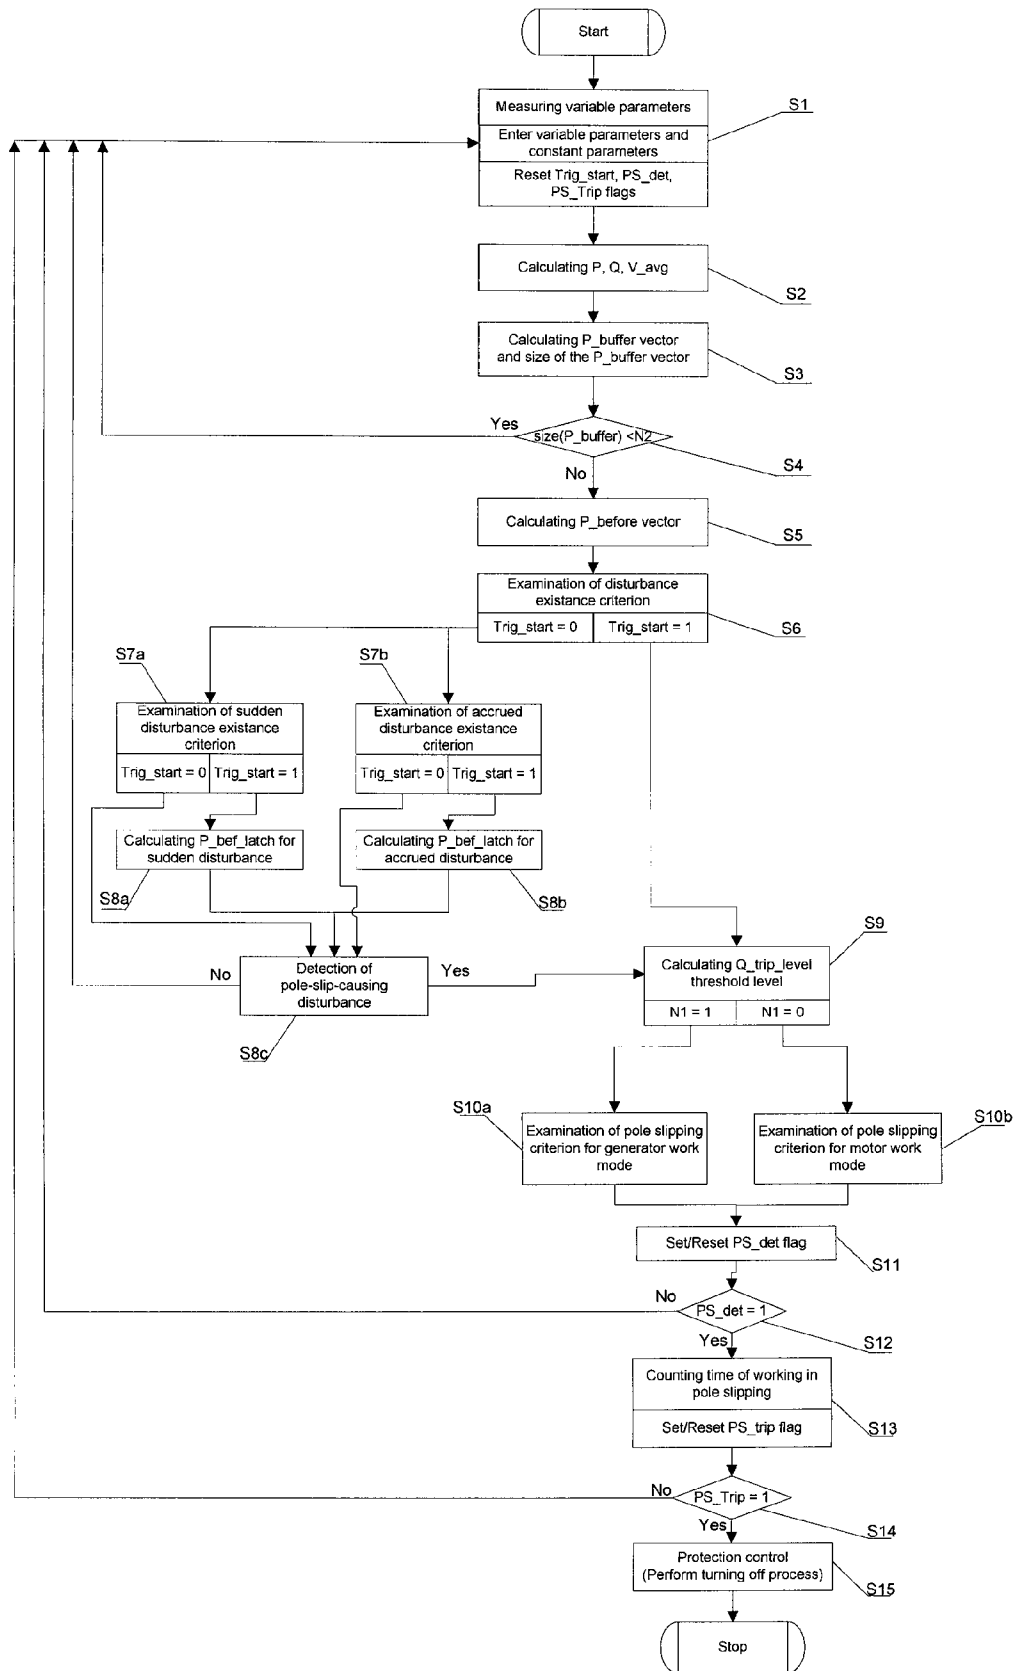 Start
Measuring variable parameters
S1
Enter variable parameters and
constant parameters
Reset Trig_start, PS_det,
PS_Trip flags
Calculating P, Q, V_avg
S2
Calculating P_buffer vector
and size of the P_buffer vector
S3
Yes
size(P_buffer) <N2
S4
No
Calculating P_before vector
S5
Examination of disturbance
existance criterion
Trig_start = 0
Trig_start = 1
S6
S7a
S7b
Examination of sudden
disturbance existance
criterion
Trig_start = 0
Trig_start = 1
Examination of accrued
disturbance existance
criterion
Trig_start = 0
Trig_start = 1
Calculating P_bef_latch for
sudden disturbance
Calculating P_bef_latch for
accrued disturbance
S8a
S8b
S9
No
Detection of
pole-slip-causing
disturbance
Yes
Calculating Q_trip_level
threshold level
N1 = 1
N1 = 0
S8c
S10a
S10b
Examination of pole slipping
criterion for generator work
mode
Examination of pole slipping
criterion for motor work
mode
Set/Reset PS_det flag
S11
No
PS_det = 1
S12
Yes
Counting time of working in
pole slipping
Set/Reset PS_trip flag
S13
No
PS_Trip = 1
S14
Yes
Protection control
(Perform turning off process)
S15
Stop